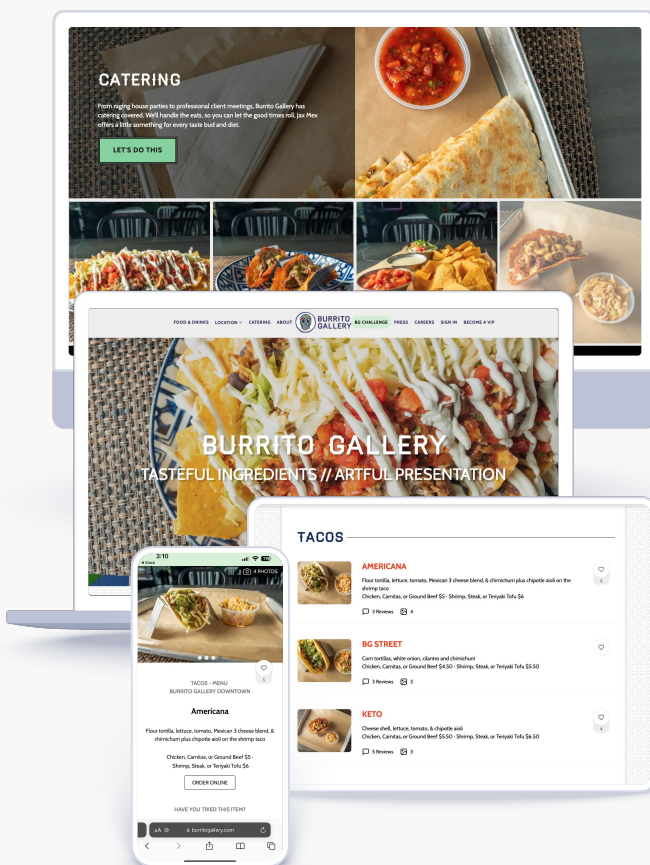 CATERING
From raging house parties to professional client meetings, Burrito Gallery has
catering covered. We'll handle the eats, so you can let the good times roll. Jax Mex
offers a little something for every taste bud and diet.
LET'S DO THIS
FOOD & DRINKS LOCATION CATERING ABOUT BURRITO GALLERY BG CHALLENGE PRESS CAREERS SIGN IN BECOME A VIP
BURRITO GALLERY
TASTEFUL INGREDIENTS // ARTFUL PRESENTATION
TACOS
AMERICANA
Flour tortilla, lettuce, tomato, Mexican 3 cheese blend, & chimichurri plus chipotle aioli on the
shrimp taco
Chicken, Carnitas, or Ground Beef $5 · Shrimp, Steak, or Teriyaki Tofu $6
3 Reviews 4
5
BG STREET
Corn tortillas, white onion, cilantro and chimichurri
Chicken, Carnitas, or Ground Beef $4.50 · Shrimp, Steak, or Teriyaki Tofu $5.50
3 Reviews 3
KETO
Cheese shell, lettuce, tomato, & chipotle aioli
Chicken, Carnitas, or Ground Beef $5.50 · Shrimp, Steak, or Teriyaki Tofu $6.50
3 Reviews 3
4
3:10
Slack
4 PHOTOS
5
TACOS - MENU
BURRITO GALLERY DOWNTOWN
Americana
Flour tortilla, lettuce, tomato, Mexican 3 cheese blend, &
chimichurri plus chipotle aioli on the shrimp taco
Chicken, Carnitas, or Ground Beef $5 ·
Shrimp, Steak, or Teriyaki Tofu $6
ORDER ONLINE
HAVE YOU TRIED THIS ITEM?
AA burritogallery.com